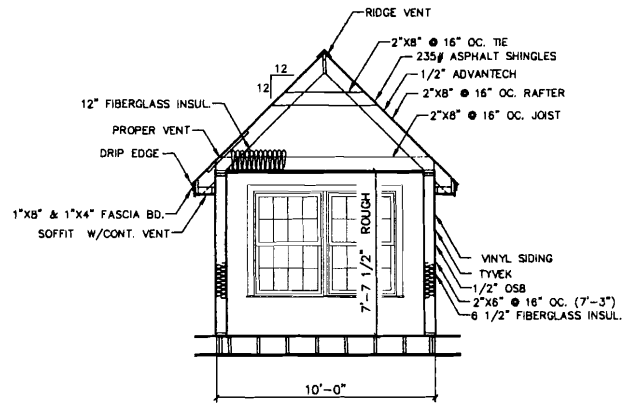 RIDGE VENT
2"X8" @ 16" OC. TIE
235# ASPHALT SHINGLES
1/2" ADVANTECH
2"X8" @ 16" OC. RAFTER
2"X8" @ 16" OC. JOIST
12
12
12" FIBERGLASS INSUL.
PROPER VENT
DRIP EDGE
1"X8" & 1"X4" FASCIA BD.
SOFFIT W/CONT. VENT
7'-7 1/2" ROUGH
VINYL SIDING
TYVEK
1/2" OSB
2"X6" @ 16" OC. (7'-3")
6 1/2" FIBERGLASS INSUL.
10'-0"